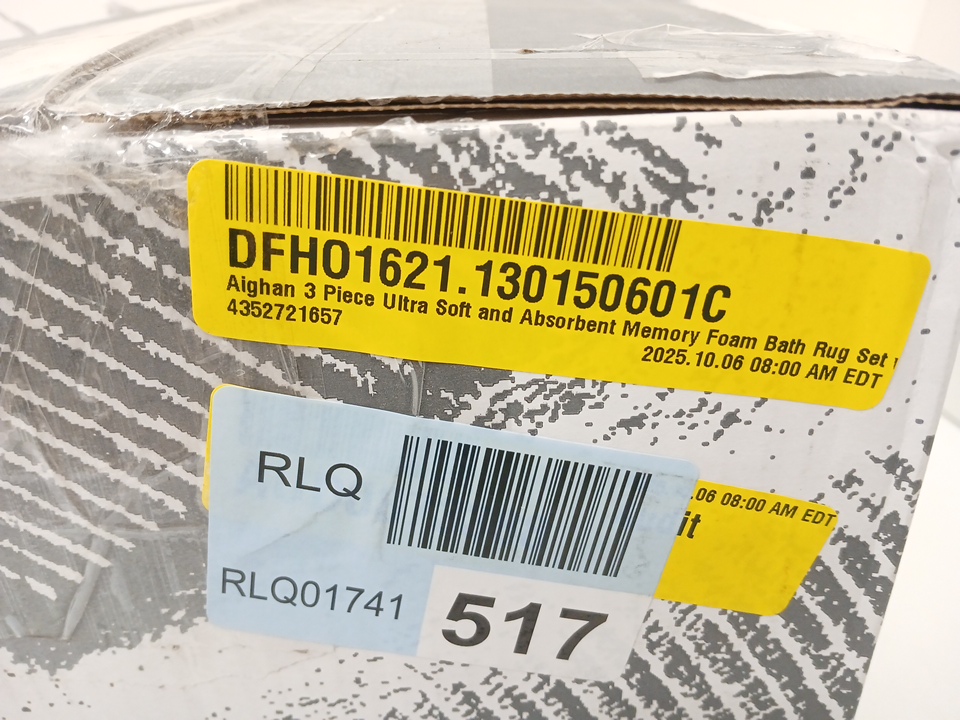 DFHO1621.130150601C
Aighan 3 Piece Ultra Soft and Absorbent Memory Foam Bath Rug Set
4352721657
2025.10.06 08:00 AM EDT
RLQ
.06 08:00 AM EDT
it
RLQ01741
517